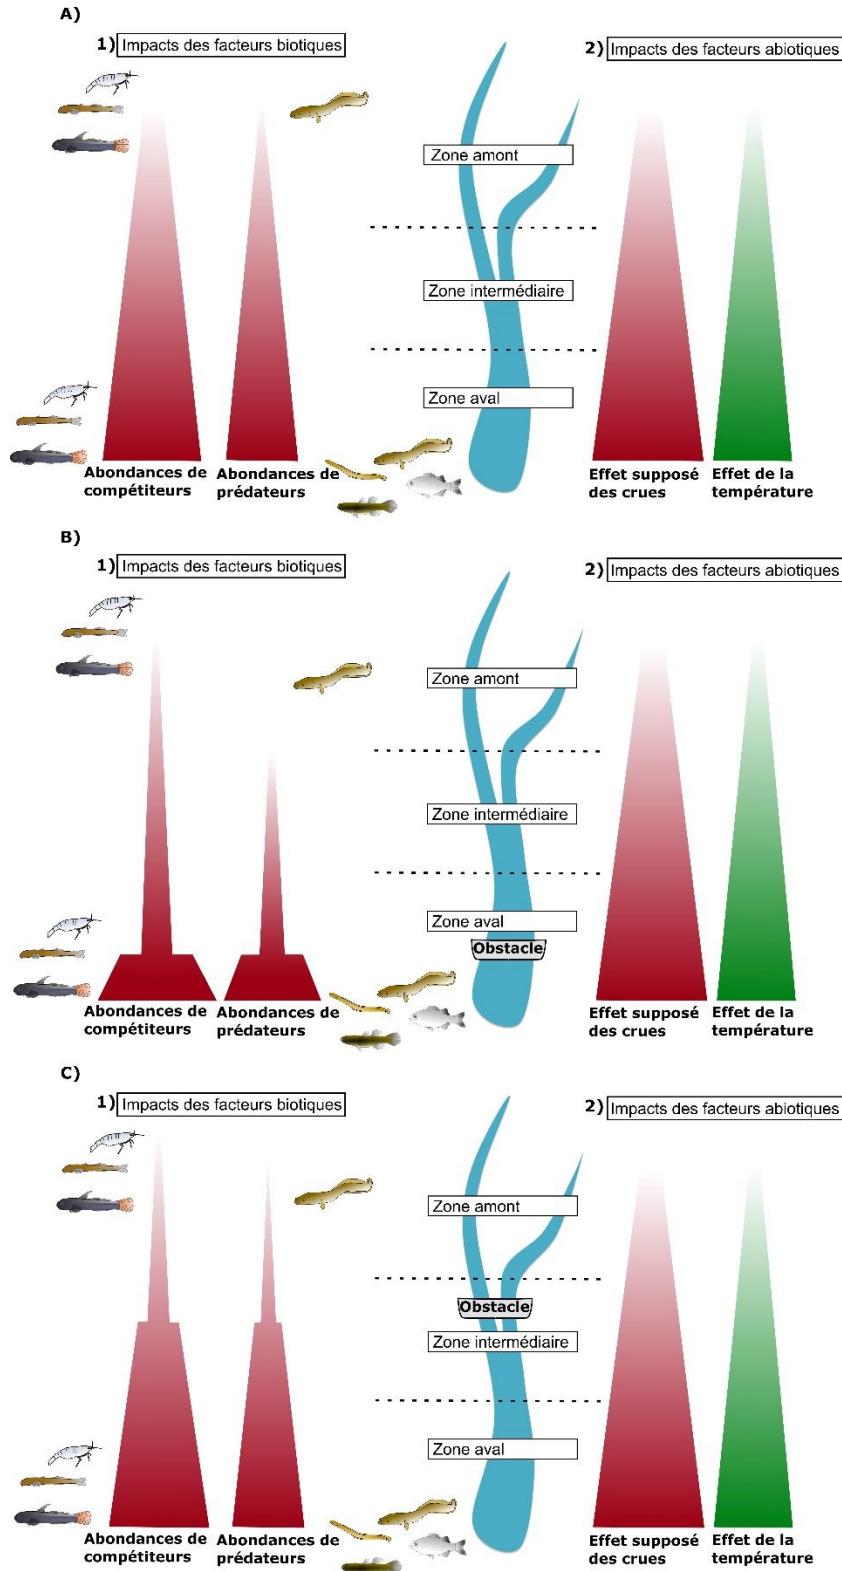 A)
1) Impacts des facteurs biotiques
2) Impacts des facteurs abiotiques
Zone amont
Zone intermédiaire
Zone aval
Abondances de
compétiteurs
Abondances de
prédateurs
Effet supposé
des crues
Effet de la
température
B)
1) Impacts des facteurs biotiques
2) Impacts des facteurs abiotiques
Zone amont
Zone intermédiaire
Zone aval
Obstacle
Abondances de
compétiteurs
Abondances de
prédateurs
Effet supposé
des crues
Effet de la
température
C)
1) Impacts des facteurs biotiques
2) Impacts des facteurs abiotiques
Zone amont
Obstacle
Zone intermédiaire
Zone aval
Abondances de
compétiteurs
Abondances de
prédateurs
Effet supposé
des crues
Effet de la
température